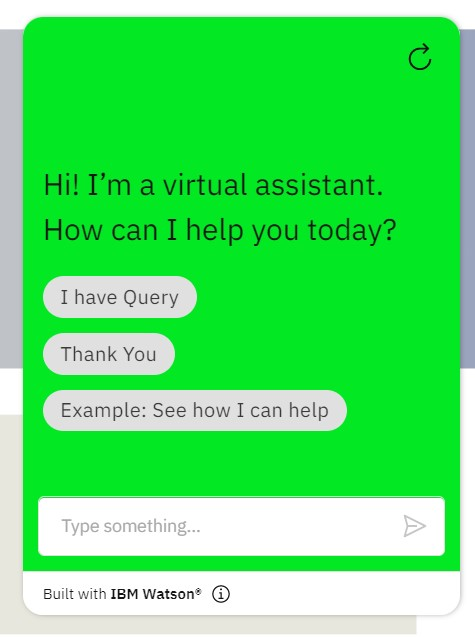 Hi! I’m a virtual assistant.
How can I help you today?
I have Query
Thank You
Example: See how I can help
Type something...
Built with IBM Watson®